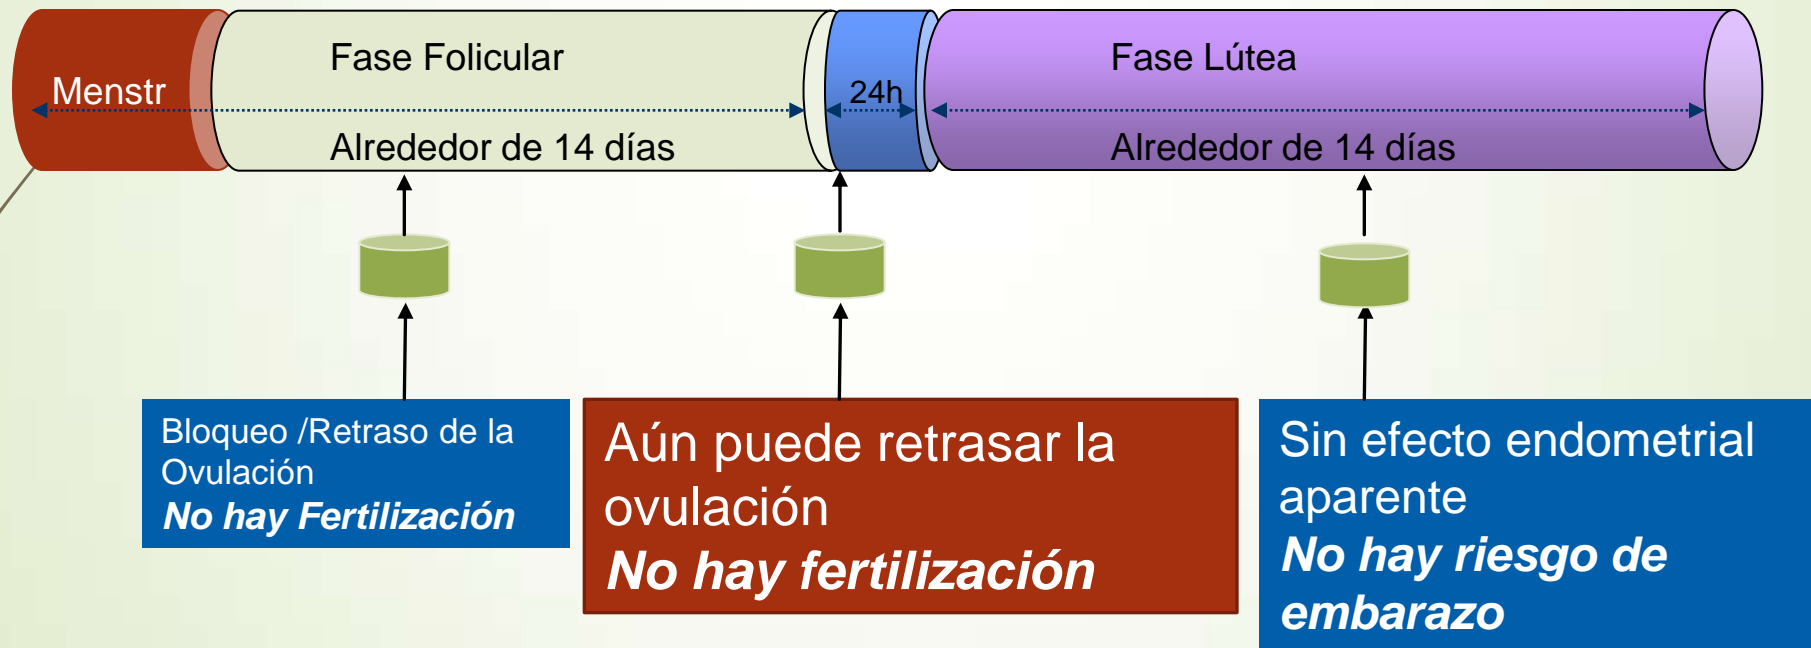 Menstr
Fase Folicular
Alrededor de 14 días
24h
Fase Lútea
Alrededor de 14 días
Bloqueo /Retraso de la
Ovulación
No hay Fertilización
Aún puede retrasar la
ovulación
No hay fertilización
Sin efecto endometrial
aparente
No hay riesgo de
embarazo